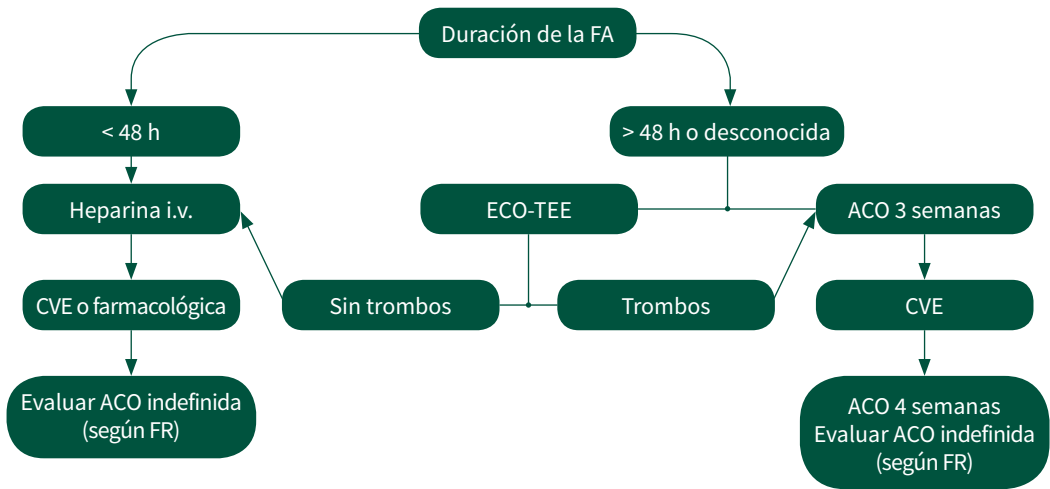 Duración de la FA
< 48 h
> 48 h o desconocida
Heparina i.v.
ECO-TEE
ACO 3 semanas
CVE o farmacológica
Sin trombos
Trombos
CVE
Evaluar ACO indefinida
(según FR)
ACO 4 semanas
Evaluar ACO indefinida
(según FR)